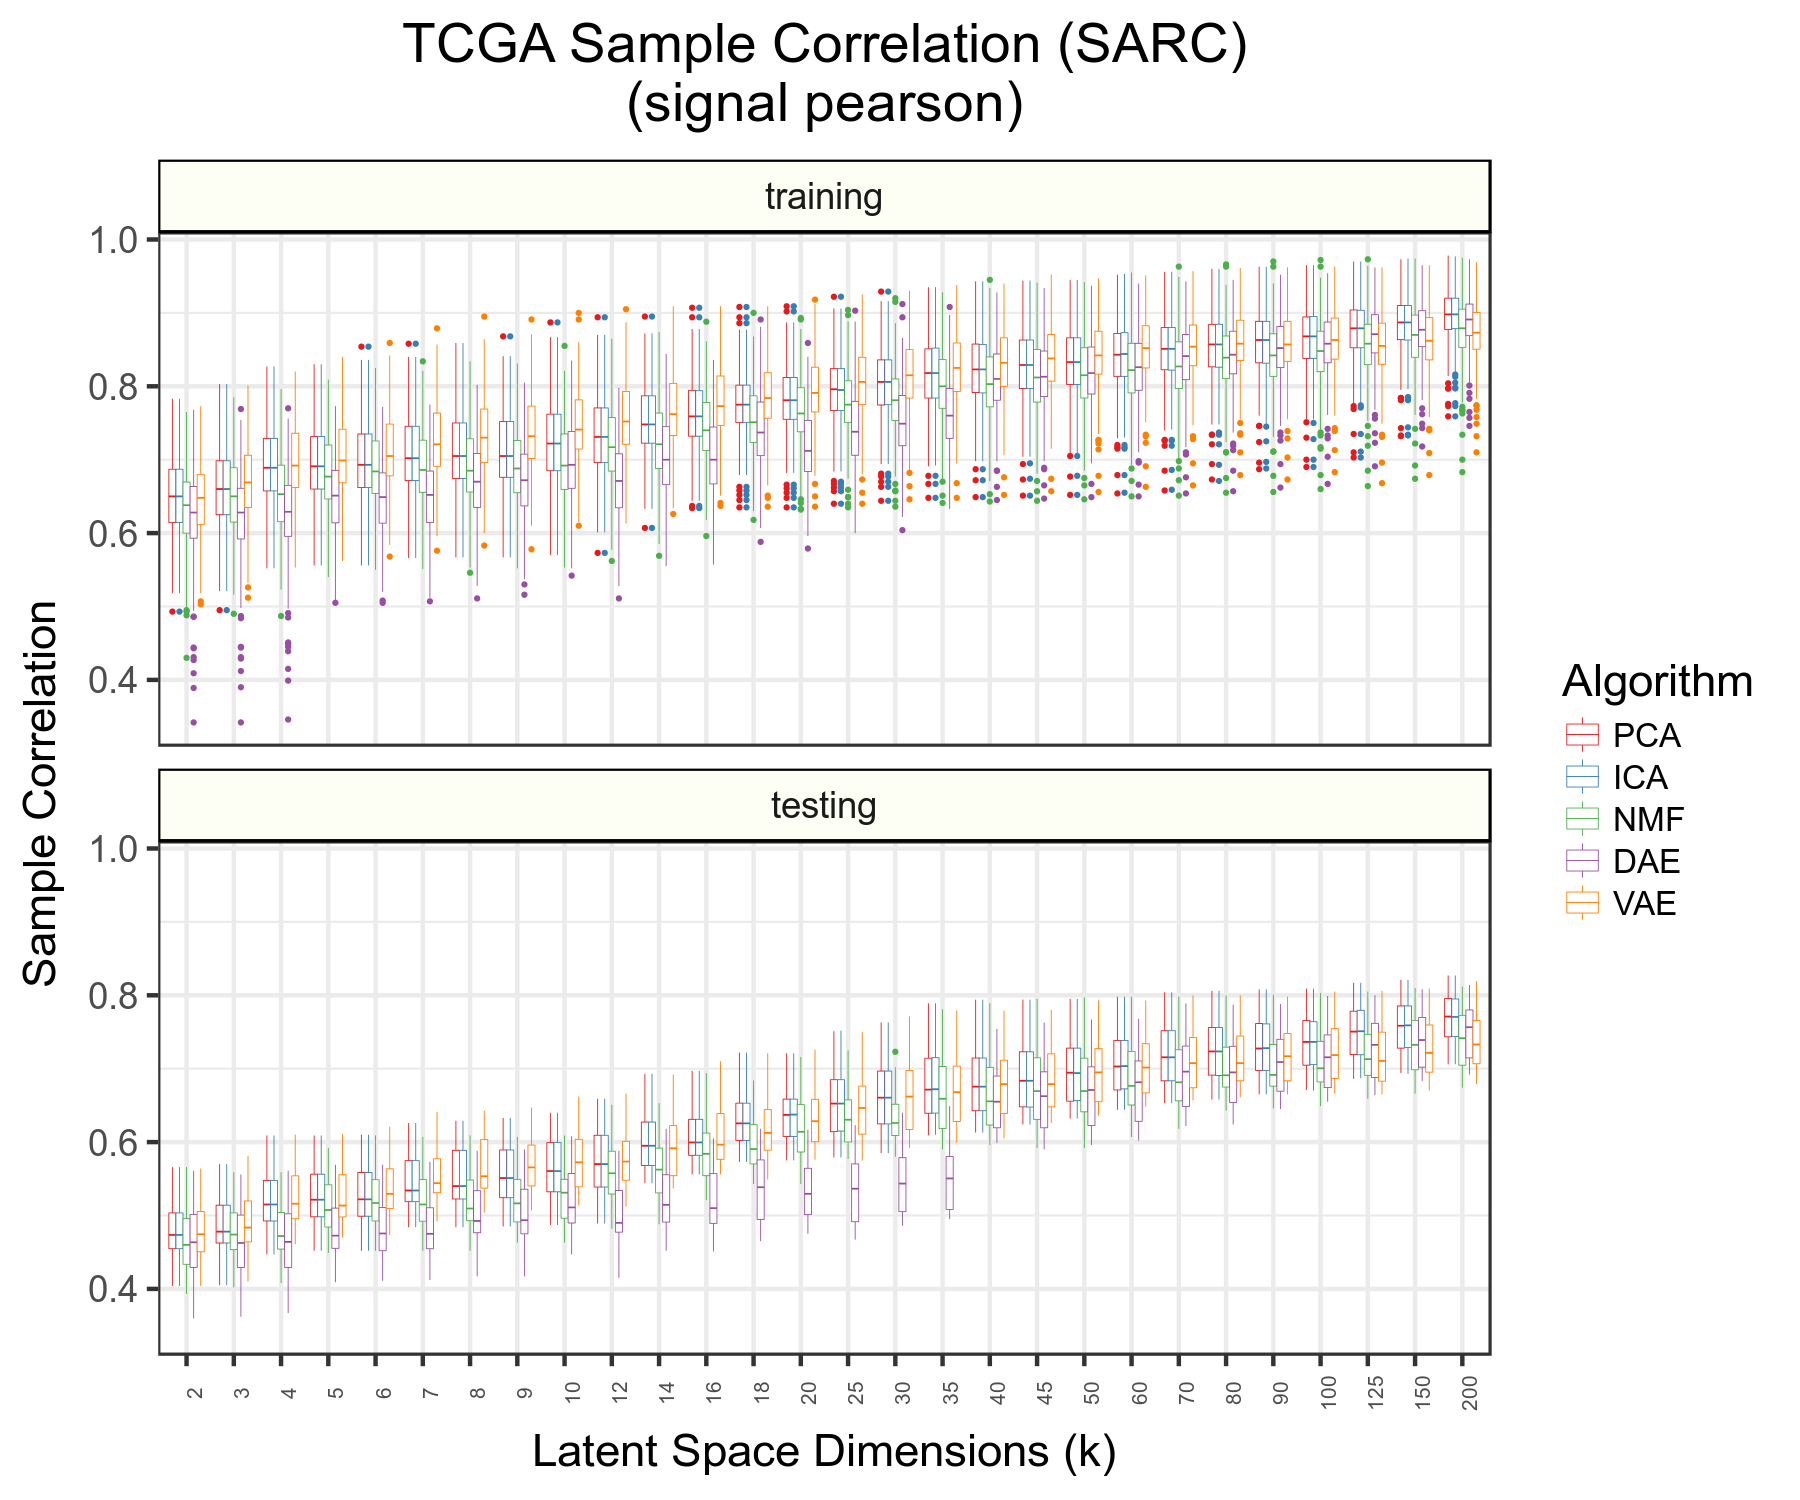 TCGA Sample Correlation (SARC)
(signal pearson)
training
1.0
0.8
0.6
0.4
testing
1.0
0.8
0.6
0.4
Sample Correlation
2 3 4 5 6 7 8 9 10 12 14 16 18 20 25 30 35 40 45 50 60 70 80 90 100 125 150 200
Latent Space Dimensions (k)
Algorithm
PCA
ICA
NMF
DAE
VAE